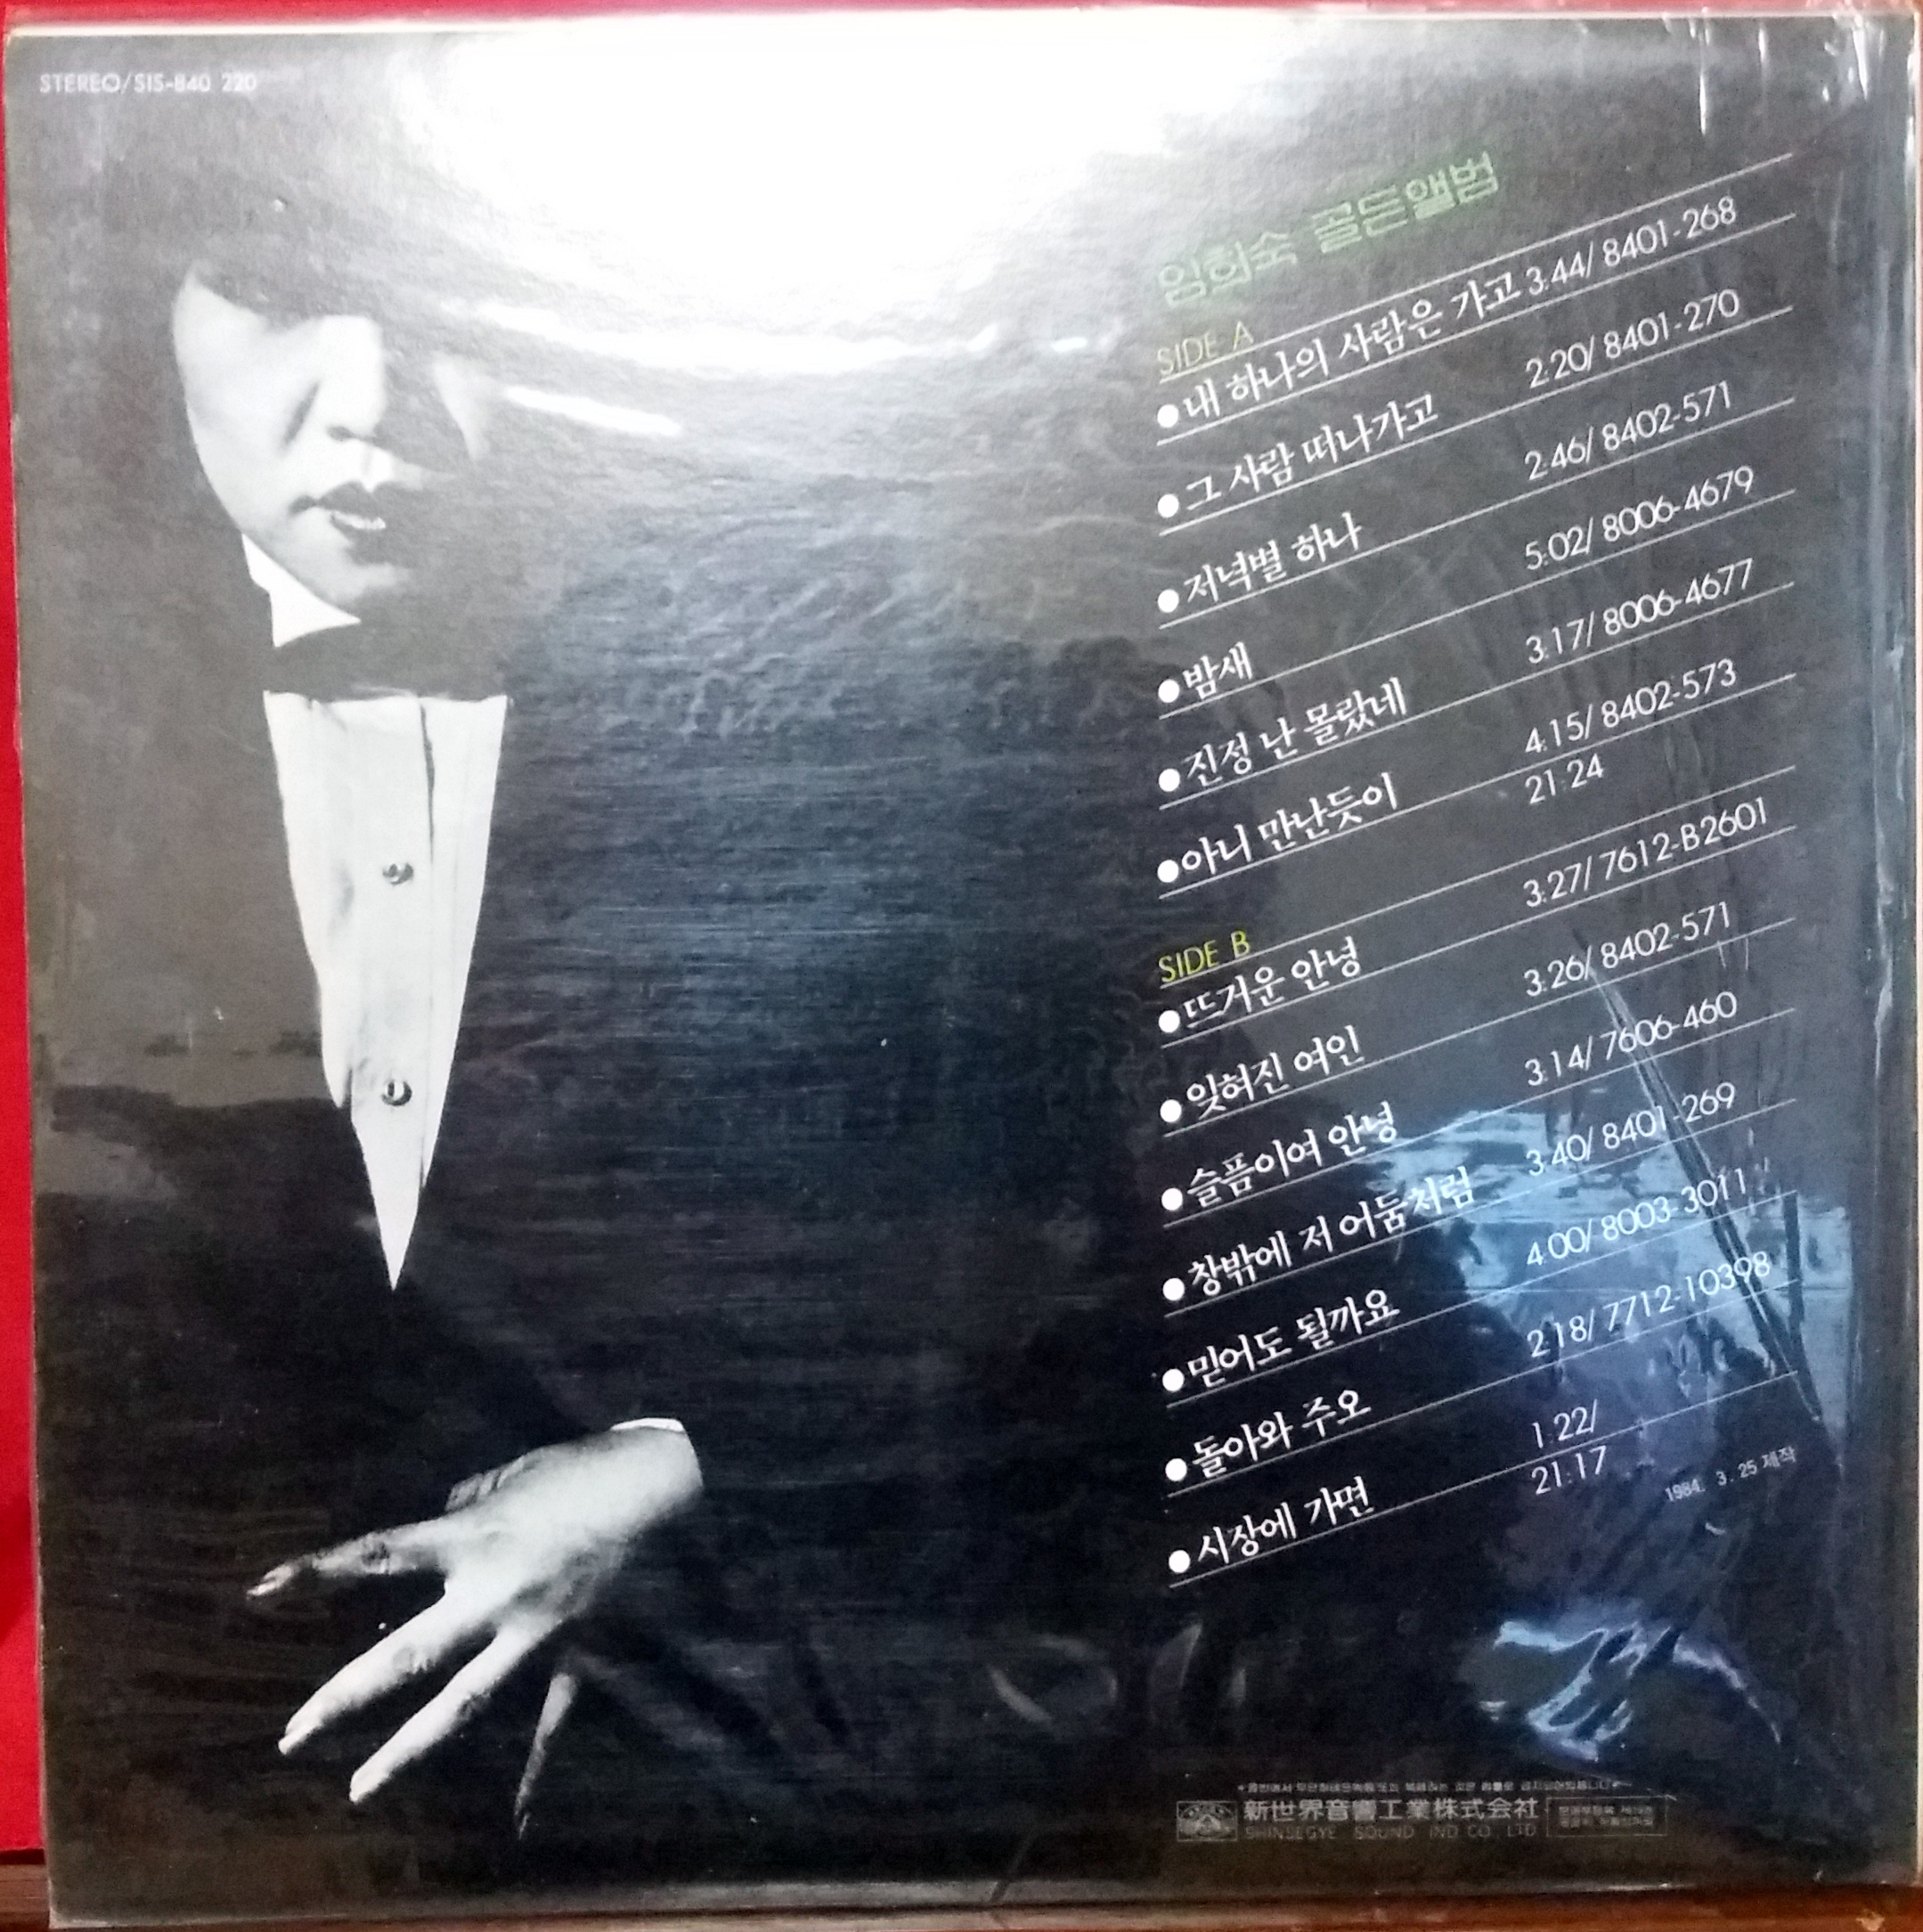 STEREO/SIS-840 220
임희숙 골든앨범
SIDE A
●내 하나의 사람은 가고 3:44/ 8401-268
●그 사람 떠나가고 2:20/ 8401-270
●저녁별 하나 2:46/ 8402-571
●밤새 5:02/ 8006-4679
●진정 난 몰랐네 3:17/ 8006-4677
●아니 만난듯이 4:15/ 8402-573
21:24
SIDE B
●뜨거운 안녕 3:27/ 7612-B2601
●잊혀진 여인 3:26/ 8402-571
●슬픔이여 안녕 3:14/ 7606-460
●창밖에 저 어둠처럼 3:40/ 8401-269
●믿어도 될까요 4:00/ 8003-3011
●돌아와 주오 2:18/ 7712-10398
●시장에 가면 1:22/
21:17
1984. 3. 25 제작
新世界音響工業株式会社
SHINSEGYE SOUND IND. CO. LTD